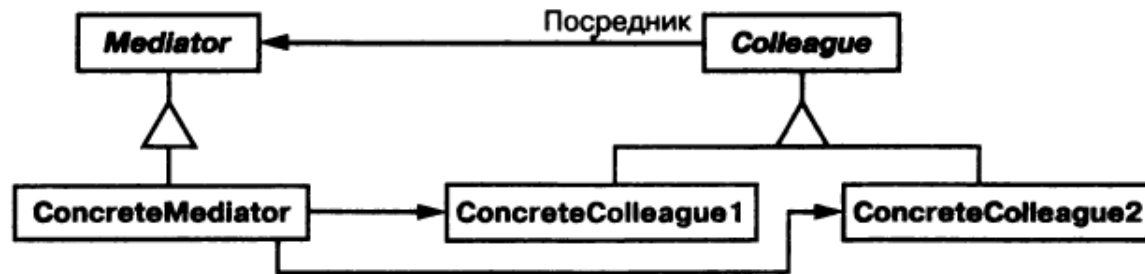 Посредник
Mediator
Colleague
ConcreteMediator
ConcreteColleague1
ConcreteColleague2